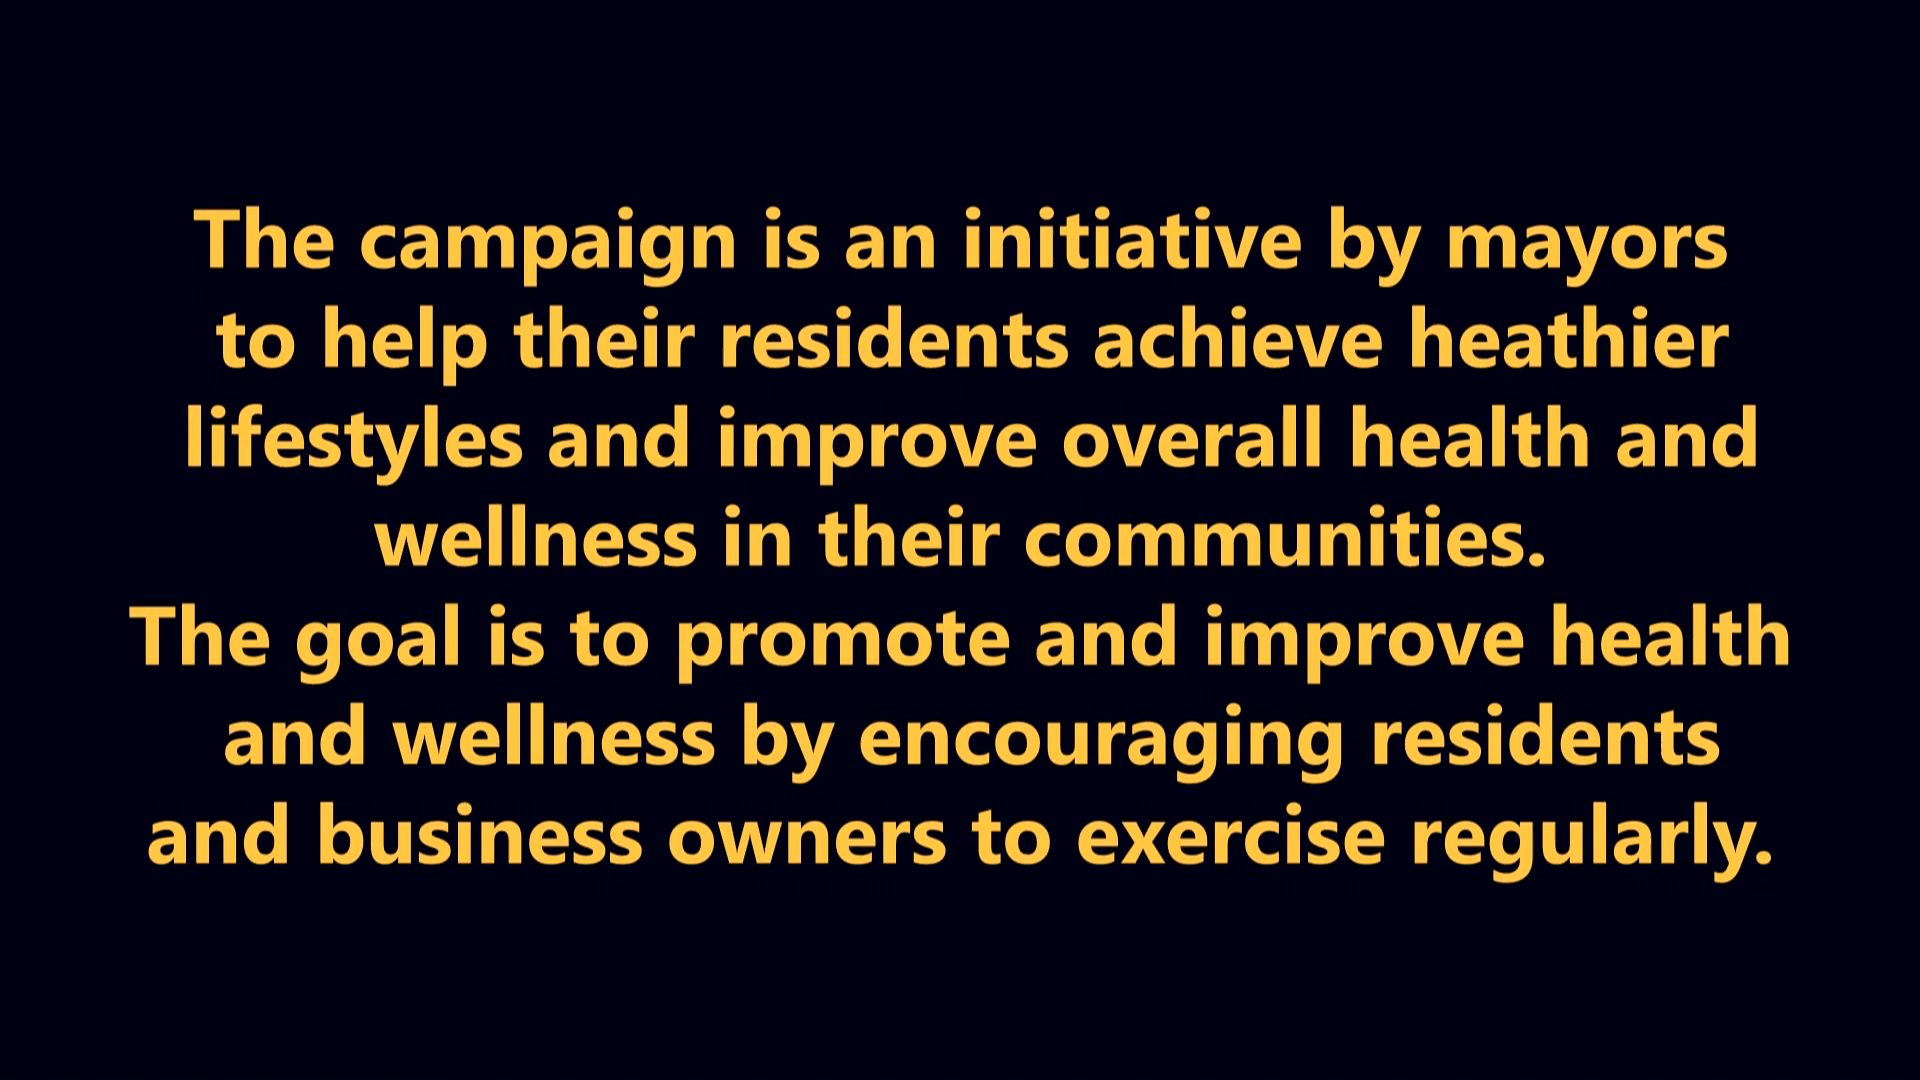 The campaign is an initiative by mayors
to help their residents achieve heathier
lifestyles and improve overall health and
wellness in their communities.
The goal is to promote and improve health
and wellness by encouraging residents
and business owners to exercise regularly.